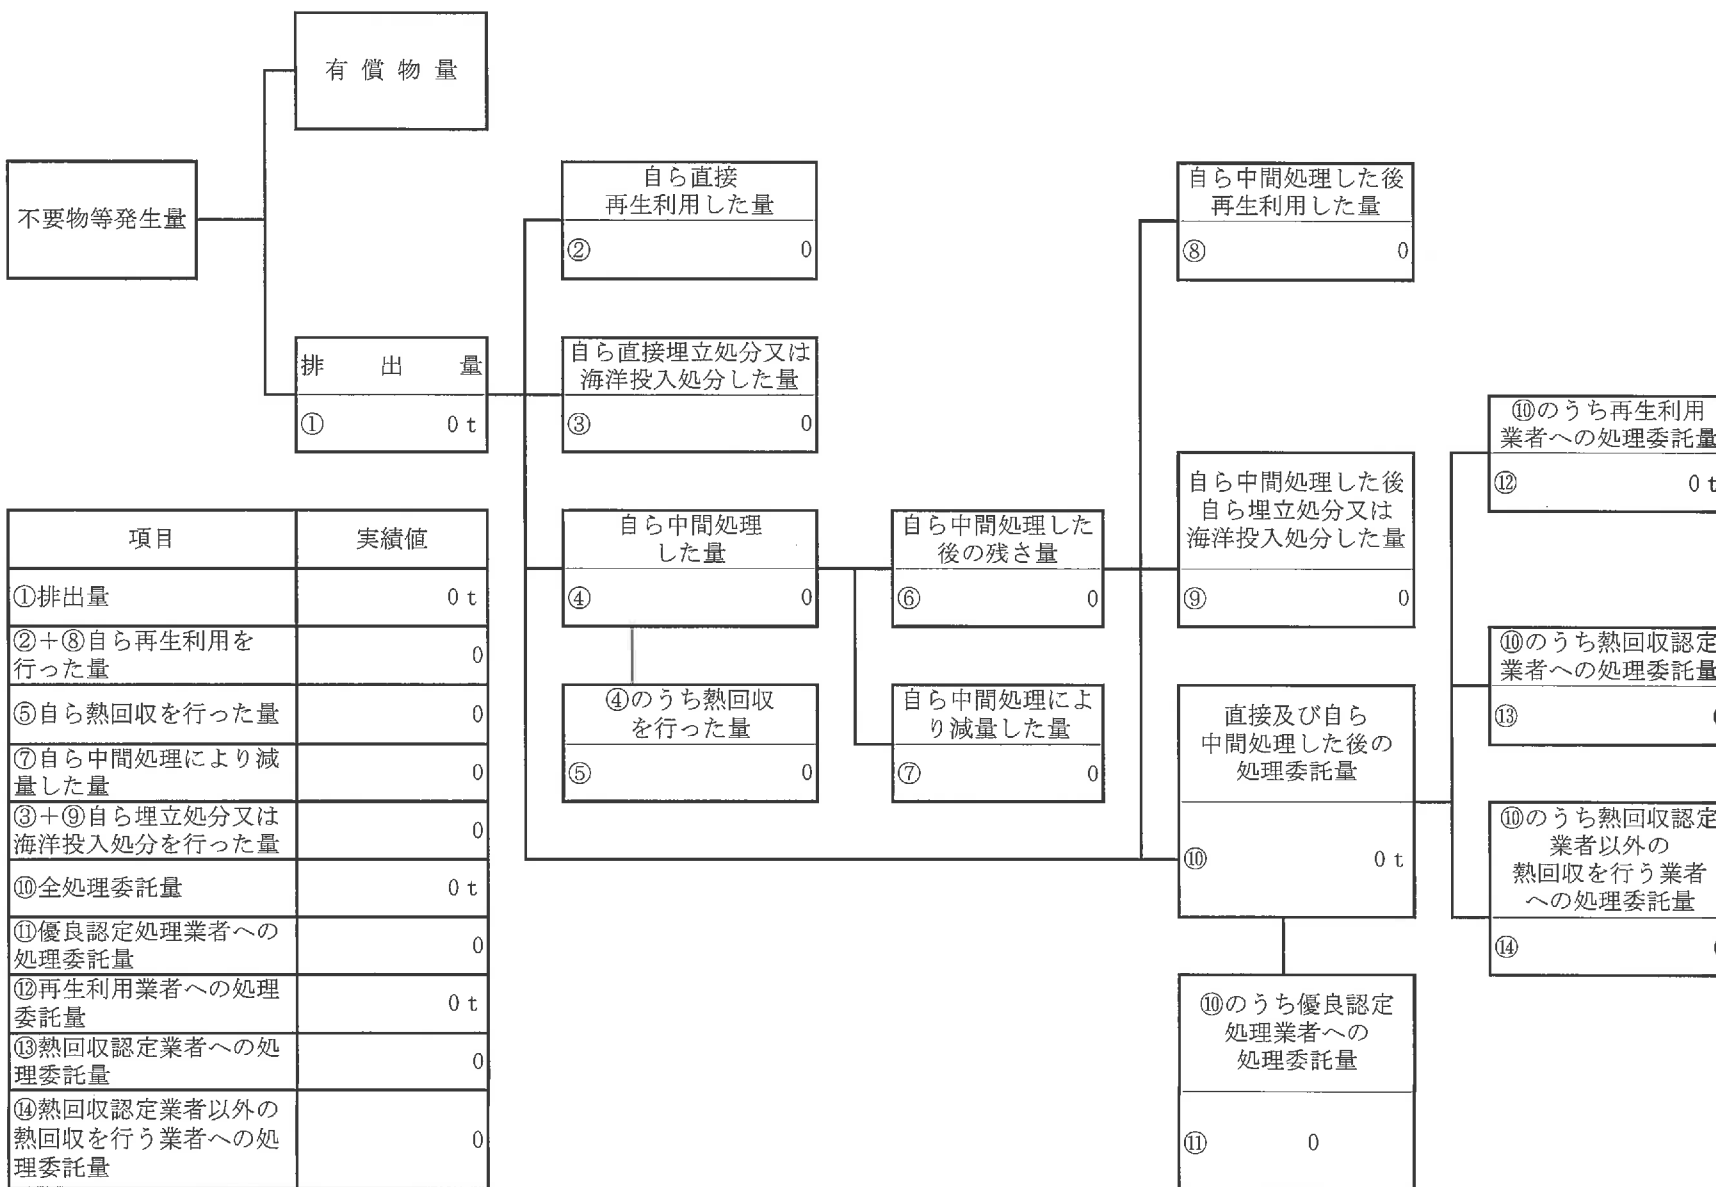 有償物量
不要物等発生量
自ら直接
再生利用した量
② 0
自ら中間処理した後
再生利用した量
⑧ 0
排出量
① 0 t
自ら直接埋立処分又は
海洋投入処分した量
③ 0
⑩のうち再生利用
業者への処理委託量
⑫ 0 t
自ら中間処理
した量
④ 0
自ら中間処理した
後の残さ量
⑥ 0
自ら中間処理した後
自ら埋立処分又は
海洋投入処分した量
⑨ 0
⑩のうち熱回収認定
業者への処理委託量
⑬
④のうち熱回収
を行った量
⑤ 0
自ら中間処理によ
り減量した量
⑦ 0
直接及び自ら
中間処理した後の
処理委託量
⑩ 0 t
⑩のうち熱回収認定
業者以外の
熱回収を行う業者
への処理委託量
⑭
⑩のうち優良認定
処理業者への
処理委託量
⑪ 0
項目 実績値
①排出量 0 t
②+⑧自ら再生利用を
行った量 0
⑤自ら熱回収を行った量 0
⑦自ら中間処理により減
量した量 0
③+⑨自ら埋立処分又は
海洋投入処分を行った量 0
⑩全処理委託量 0 t
⑪優良認定処理業者への
処理委託量 0
⑫再生利用業者への処理
委託量 0 t
⑬熱回収認定業者への処
理委託量 0
⑭熱回収認定業者以外の
熱回収を行う業者への処
理委託量 0